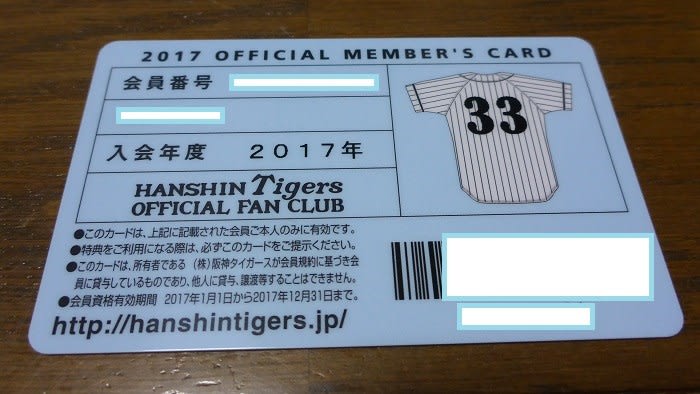 2017 OFFICIAL MEMBER'S CARD
会員番号
入会年度 2017年
33
HANSHIN Tigers
OFFICIAL FAN CLUB
●このカードは、上記に記載された会員ご本人のみに有効です。
●特典をご利用になる際は、必ずこのカードをご提示ください。
●このカードは、所有者である(株)阪神タイガースが会員規約に基づき会
員に貸与しているものであり、他人に貸与、譲渡等することはできません。
●会員資格有効期間 2017年1月1日から2017年12月31日まで。
http://hanshintigers.jp/